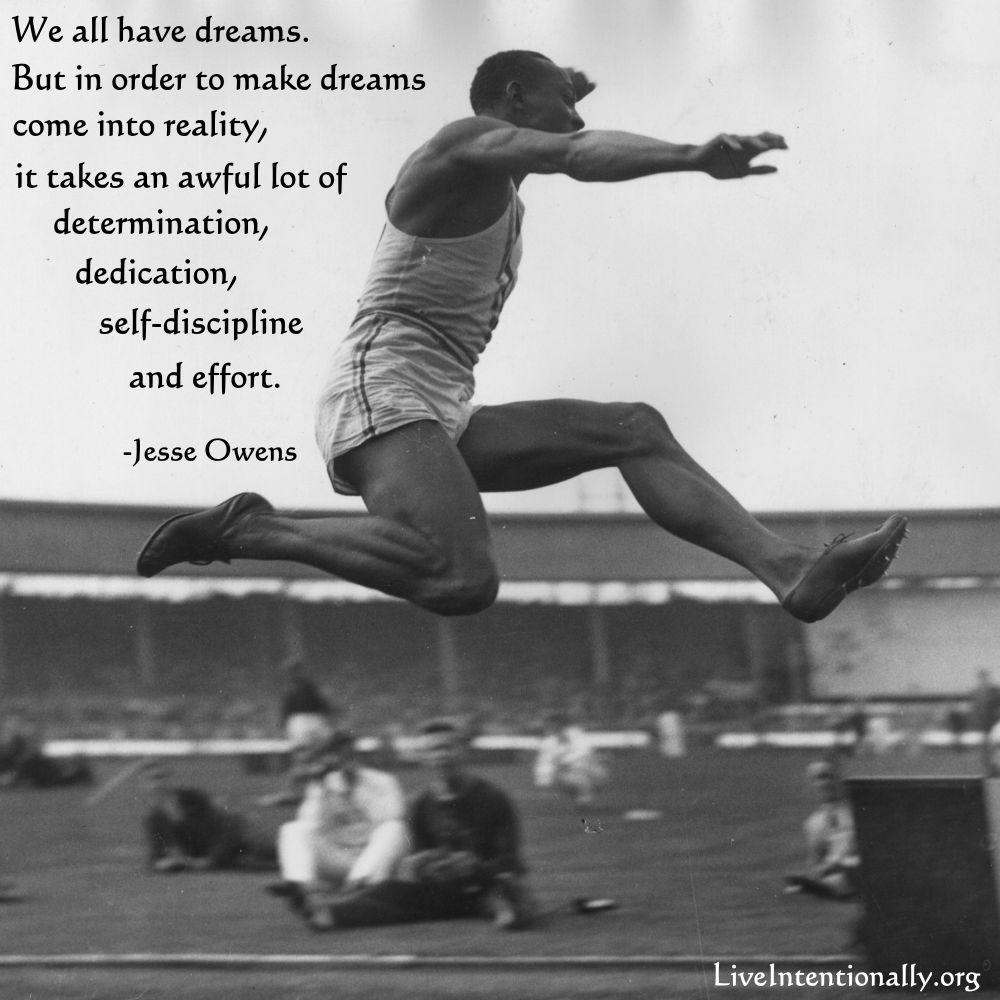 We all have dreams.
But in order to make dreams
come into reality,
it takes an awful lot of
determination,
dedication,
self-discipline
and effort.
-Jesse Owens
LiveIntentionally.org